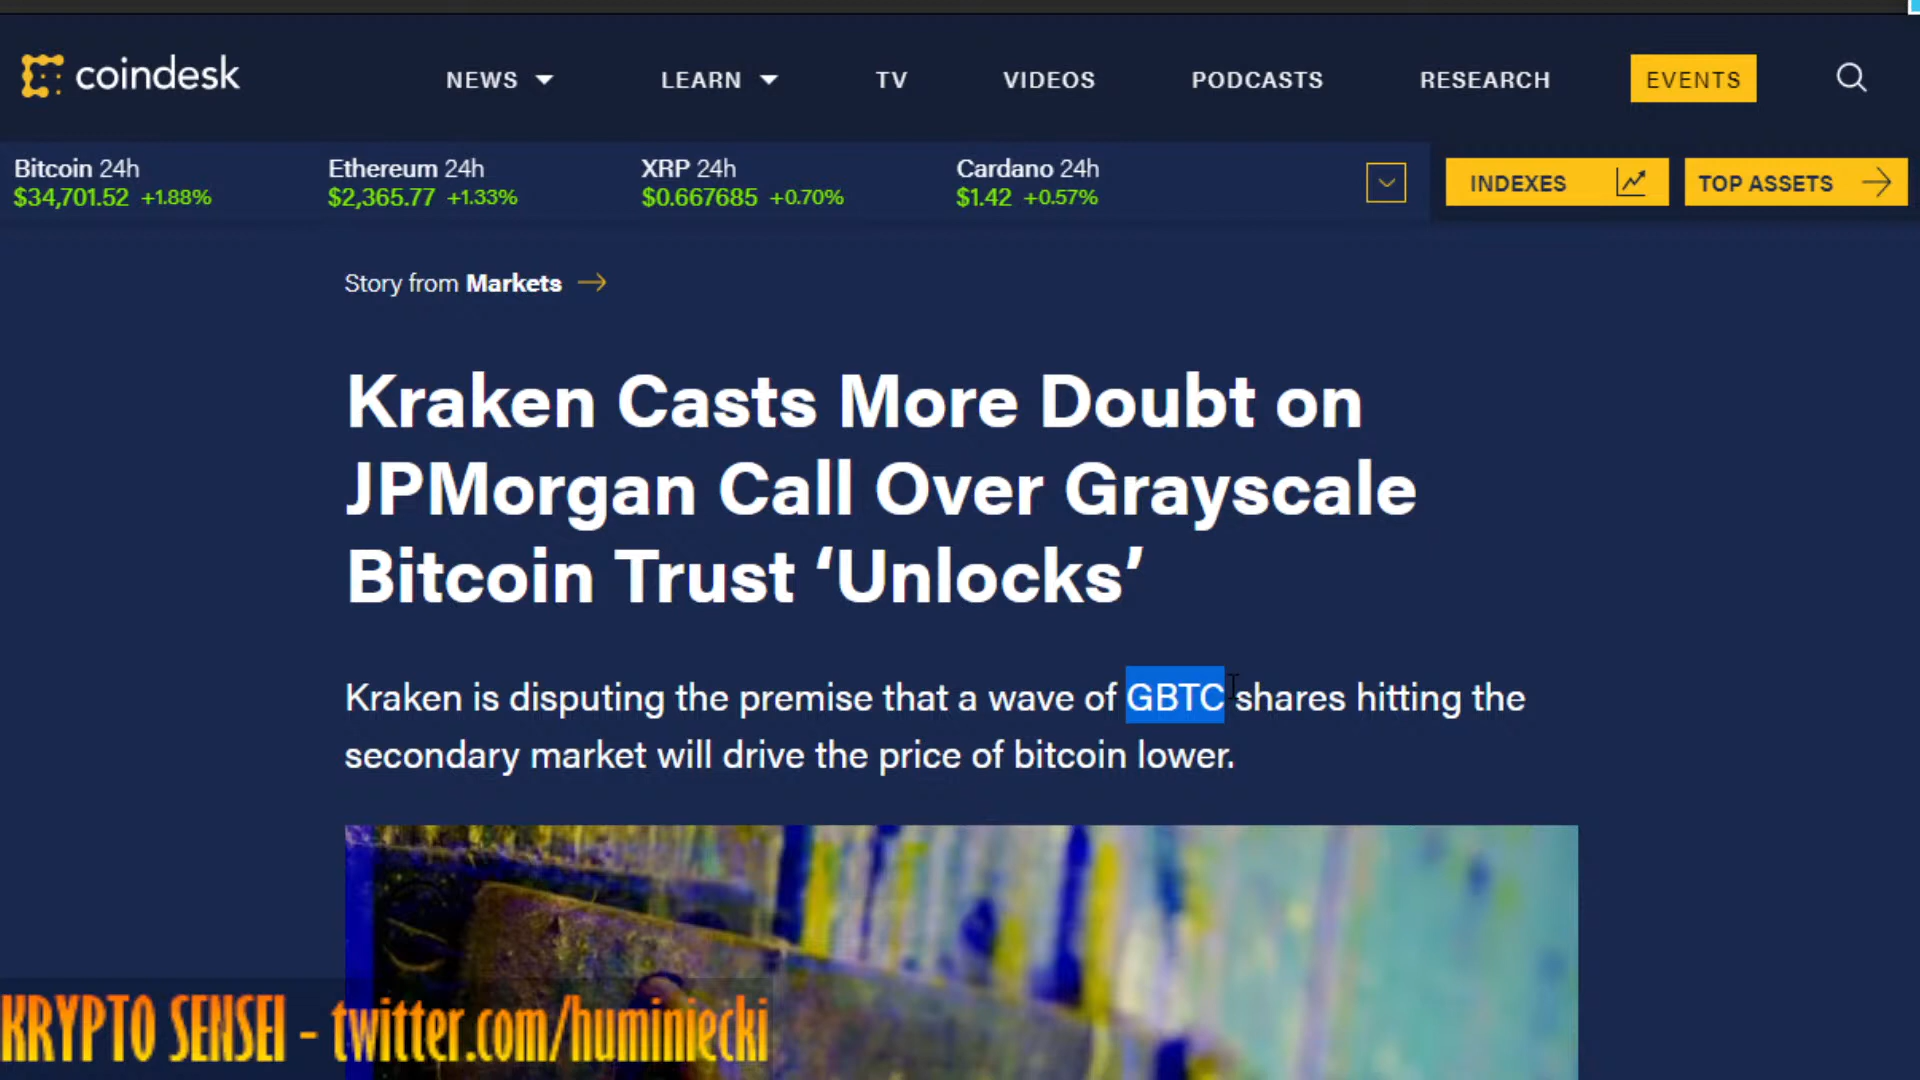 coindesk
NEWS LEARN TV VIDEOS PODCASTS RESEARCH EVENTS
Bitcoin 24h Ethereum 24h XRP 24h Cardano 24h
$34,701.52 +1.88% $2,365.77 +1.33% $0.667685 +0.70% $1.42 +0.57%
INDEXES TOP ASSETS
Story from Markets
Kraken Casts More Doubt on
JPMorgan Call Over Grayscale
Bitcoin Trust ‘Unlocks’
Kraken is disputing the premise that a wave of GBTC shares hitting the
secondary market will drive the price of bitcoin lower.
KRYPTO SENSEI - twitter.com/huminiecki